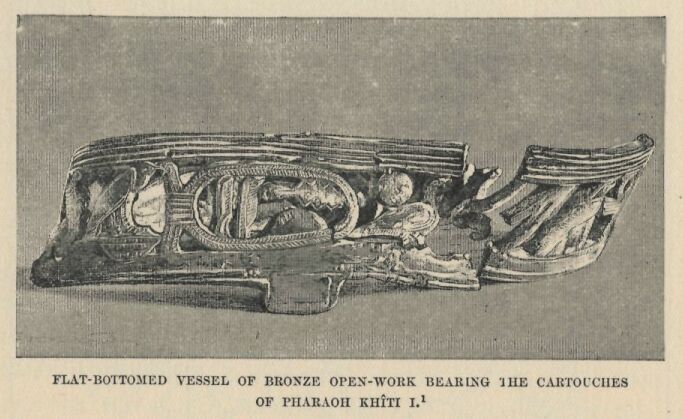 FLAT-BOTTOMED VESSEL OF BRONZE OPEN-WORK BEARING THE CARTOUCHES
OF PHARAOH KHÎTI I.¹